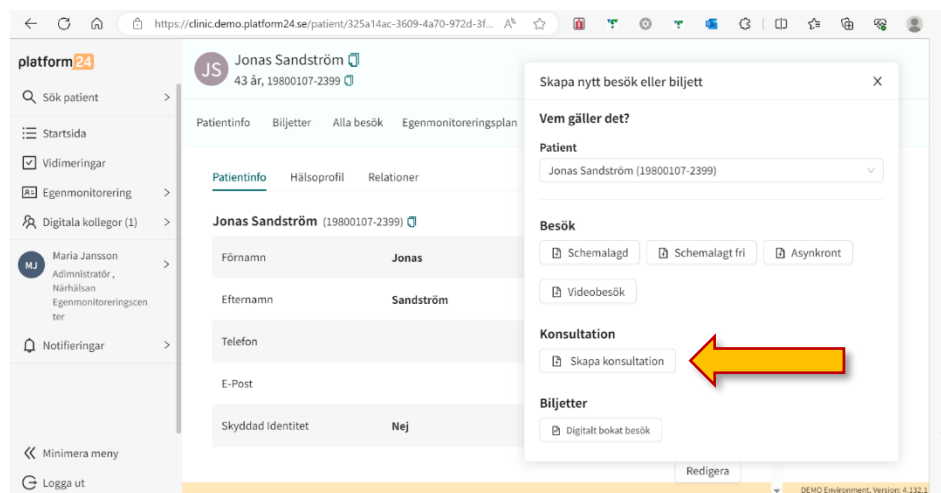 https://clinic.demo.platform24.se/patient/325a14ac-3609-4a70-972d-3f...
platform24
Sök patient
Startsida
Vidimeringar
Egenmonitorering
Digitala kollegor (1)
MJ
Maria Jansson
Adimnistratör ,
Närhälsan
Egenmonitoreringscen
ter
Notifieringar
Minimera meny
Logga ut
JS
Jonas Sandström
43 år, 19800107-2399
Patientinfo Biljetter Alla besök Egenmonitoreringsplan
Patientinfo Hälsoprofil Relationer
Jonas Sandström (19800107-2399)
Förnamn Jonas
Efternamn Sandström
Telefon
E-Post
Skyddad Identitet Nej
Redigera
Skapa nytt besök eller biljett X
Vem gäller det?
Patient
Jonas Sandström (19800107-2399)
Besök
Schemalagd Schemalagt fri Asynkront
Videobesök
Konsultation
Skapa konsultation
Biljetter
Digitalt bokat besök
DEMO Environment, Version: 4.132.1